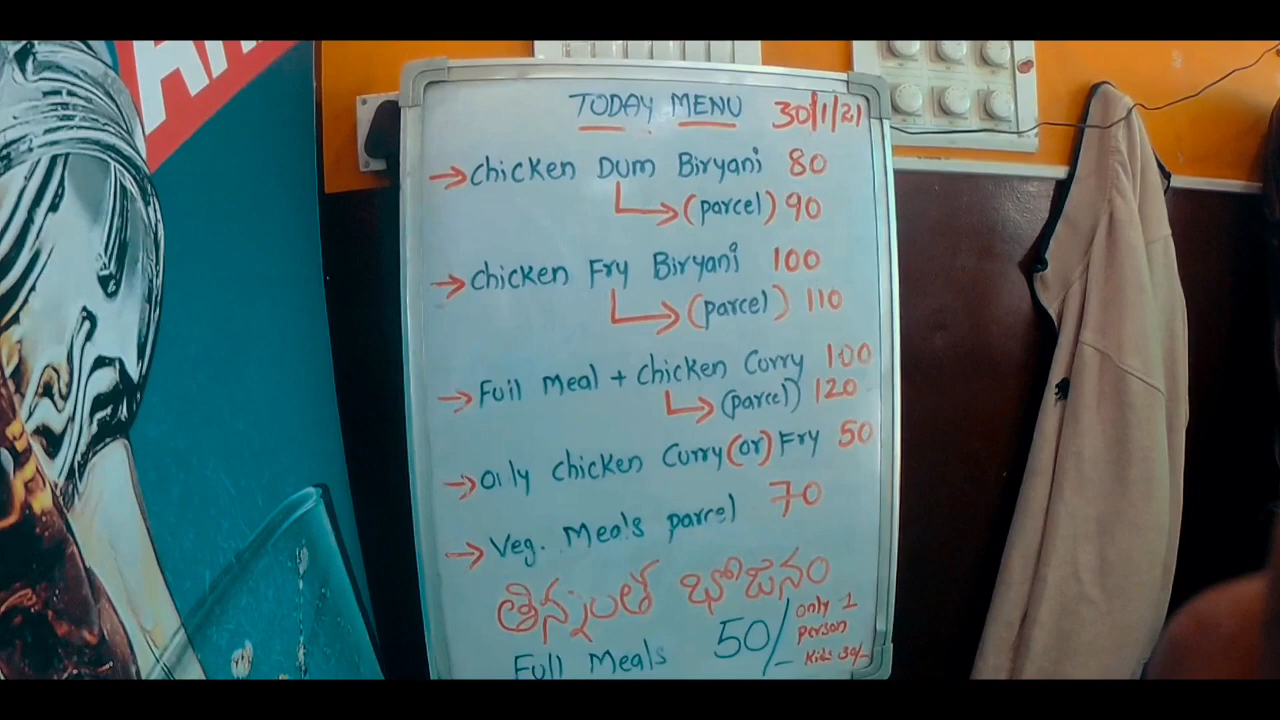 TODAY MENU 30/1/21
→ Chicken Dum Biryani 80
(parcel) 90
→ Chicken Fry Biryani 100
(parcel) 110
→ Full Meal + Chicken Curry 100
(parcel) 120
→ Only Chicken Curry (or) Fry 50
→ Veg. Meals parcel 70
తిన్నంత భోజనం
Full Meals 50/- only 1
person
Kids 30/-